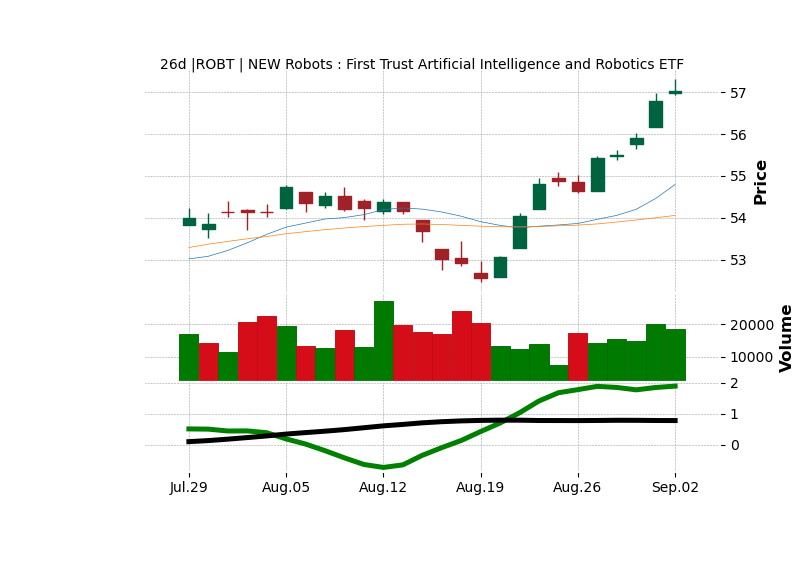 26d |ROBT | NEW Robots : First Trust Artificial Intelligence and Robotics ETF
57
56
55
54
53
Price
20000
10000
Volume
2
1
0
Jul.29 Aug.05 Aug.12 Aug.19 Aug.26 Sep.02